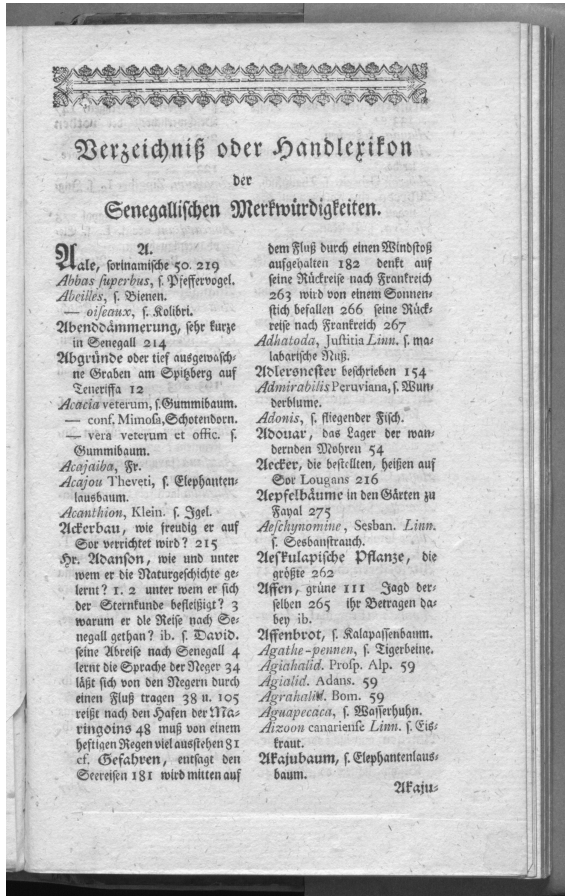 Verzeichniß oder Handlexikon
der
Senegallischen Merkwürdigkeiten.
A.
Aale, sorinamische 50. 219
Abbas superbus, s. Pfeffervogel.
Abeilles, s. Bienen.
— oiseaux, s. Kolibri.
Abenddämmerung, sehr kurze
in Senegal 214
Abgründe oder tief ausgewasch-
ne Graben am Spitzberg auf
Teneriffa 12
Acacia veterum, s. Gummibaum.
— conf. Mimosa, Schotendorn.
— vera veterum et offic. s.
Gummibaum.
Acajaiba, Fr.
Acajou Theveti, s. Elephanten-
lausbaum.
Acanthion, Klein. s. Igel.
Ackerbau, wie freudig er auf
Sor verrichtet wird? 215
Hr. Adanson, wie und unter
wem er die Naturgeschichte ge-
lernt? 1. 2 unter wem er sich
der Sternkunde befleißigt? 3
warum er die Reise nach Se-
negall gethan? ib. s. David.
seine Abreise nach Senegall 4
lernt die Sprache der Neger 34
läßt sich von den Negern durch
einen Fluß tragen 38 u. 105
reißt nach den Hafen der Ma-
ringoins 48 muß von einem
heftigen Regen viel ausstehen 81
cf. Gefahren, entsagt den
Seereisen 181 wird mitten auf
dem Fluß durch einen Windstoß
aufgehalten 182 denkt auf
seine Rückreise nach Frankreich
263 wird von einem Sonnen-
stich befallen 266 seine Rück-
reise nach Frankreich 267
Adhatoda, Justitia Linn. s. ma-
labarische Nuß.
Adlersnester beschrieben 154
Admirabilis Peruviana, s. Wun-
derblume.
Adonis, s. fliegender Fisch.
Adouar, das Lager der wan-
dernden Mohren 54
Aecker, die bestellten, heißen auf
Sor Lougans 216
Aepfelbäume in den Gärten zu
Fayal 275
Aeschynomine, Sesban. Linn.
s. Sesbanstrauch.
Aeskulapische Pflanze, die
größte 262
Affen, grüne 111 Jagd der-
selben 265 ihr Betragen da-
bey ib.
Affenbrot, s. Kalapassenbaum.
Agathe-pennen, s. Tigerbeine.
Agiahalid. Prosp. Alp. 59
Agialid. Adans. 59
Agrahalid. Bom. 59
Aguapecaca, s. Wasserhuhn.
Aizoon canariense Linn. s. Eis-
kraut.
Akajubaum, s. Elephantenlaus-
baum.
Akaju-